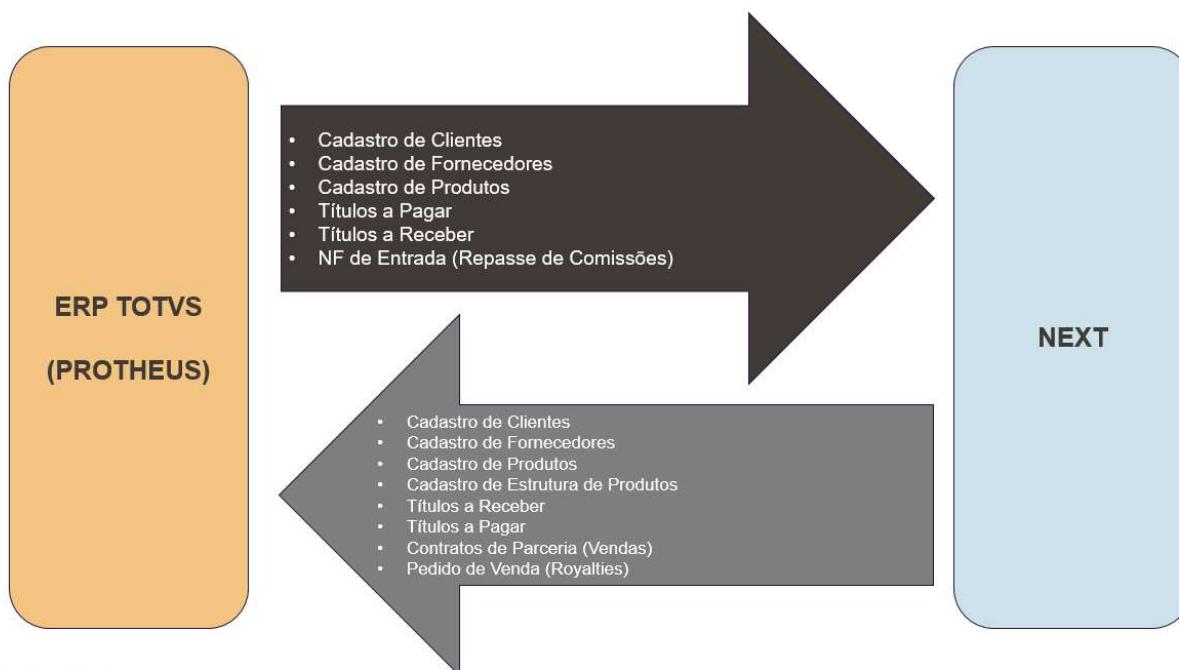 ERP TOTVS
(PROTHEUS)
• Cadastro de Clientes
• Cadastro de Fornecedores
• Cadastro de Produtos
• Títulos a Pagar
• Títulos a Receber
• NF de Entrada (Repasse de Comissões)
• Cadastro de Clientes
• Cadastro de Fornecedores
• Cadastro de Produtos
• Cadastro de Estrutura de Produtos
• Títulos a Receber
• Títulos a Pagar
• Contratos de Parceria (Vendas)
• Pedido de Venda (Royalties)
NEXT